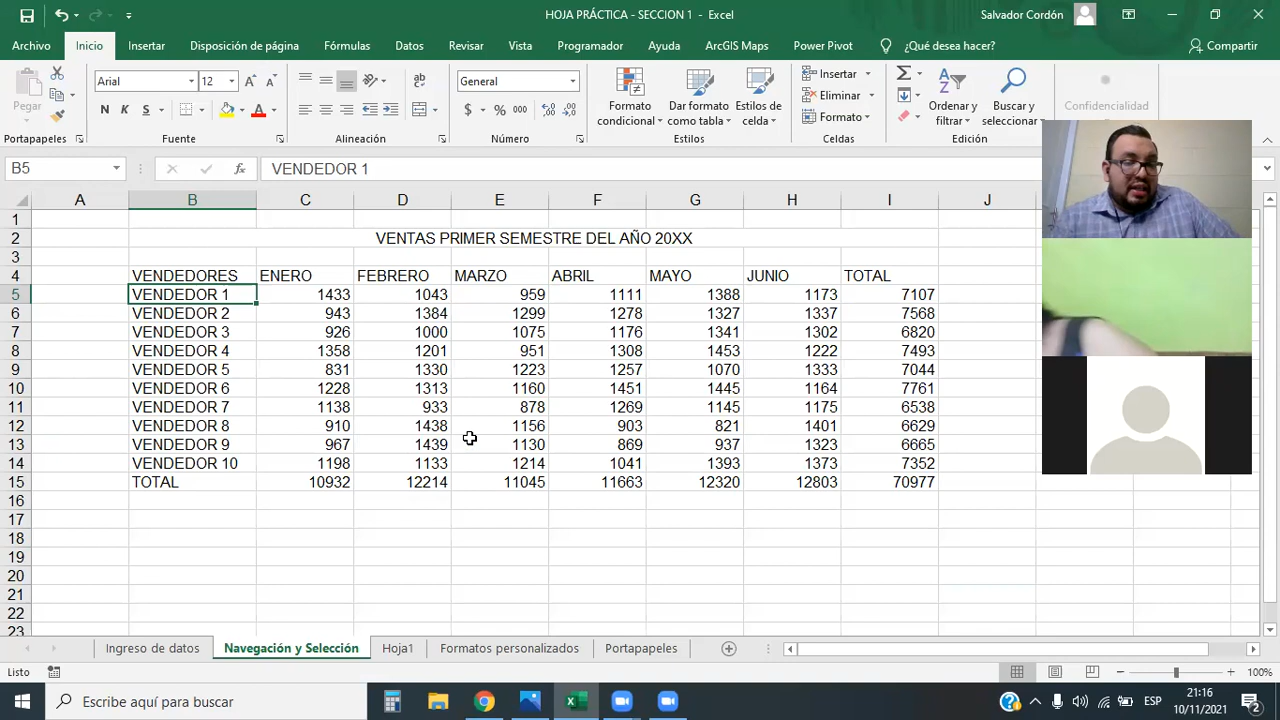 HOJA PRÁCTICA - SECCION 1 - Excel
Salvador Cordón
Archivo Inicio Insertar Disposición de página Fórmulas Datos Revisar Vista Programador Ayuda ArcGIS Maps Power Pivot ¿Qué desea hacer? Compartir
Pegar
Arial 12
N K S
General
$ % 000
Formato condicional
Dar formato como tabla
Estilos de celda
Insertar
Eliminar
Formato
Ordenar y filtrar
Buscar y seleccionar
Confidencialidad
Portapapeles Fuente Alineación Número Estilos Celdas Edición
B5 fx VENDEDOR 1
A B C D E F G H I J
1
2 VENTAS PRIMER SEMESTRE DEL AÑO 20XX
3
4 VENDEDORES ENERO FEBRERO MARZO ABRIL MAYO JUNIO TOTAL
5 VENDEDOR 1 1433 1043 959 1111 1388 1173 7107
6 VENDEDOR 2 943 1384 1299 1278 1327 1337 7568
7 VENDEDOR 3 926 1000 1075 1176 1341 1302 6820
8 VENDEDOR 4 1358 1201 951 1308 1453 1222 7493
9 VENDEDOR 5 831 1330 1223 1257 1070 1333 7044
10 VENDEDOR 6 1228 1313 1160 1451 1445 1164 7761
11 VENDEDOR 7 1138 933 878 1269 1145 1175 6538
12 VENDEDOR 8 910 1438 1156 903 821 1401 6629
13 VENDEDOR 9 967 1439 1130 869 937 1323 6665
14 VENDEDOR 10 1198 1133 1214 1041 1393 1373 7352
15 TOTAL 10932 12214 11045 11663 12320 12803 70977
16
17
18
19
20
21
22
23
Ingreso de datos Navegación y Selección Hoja1 Formatos personalizados Portapapeles
Listo 100%
Escribe aquí para buscar
ESP
21:16
10/11/2021
2